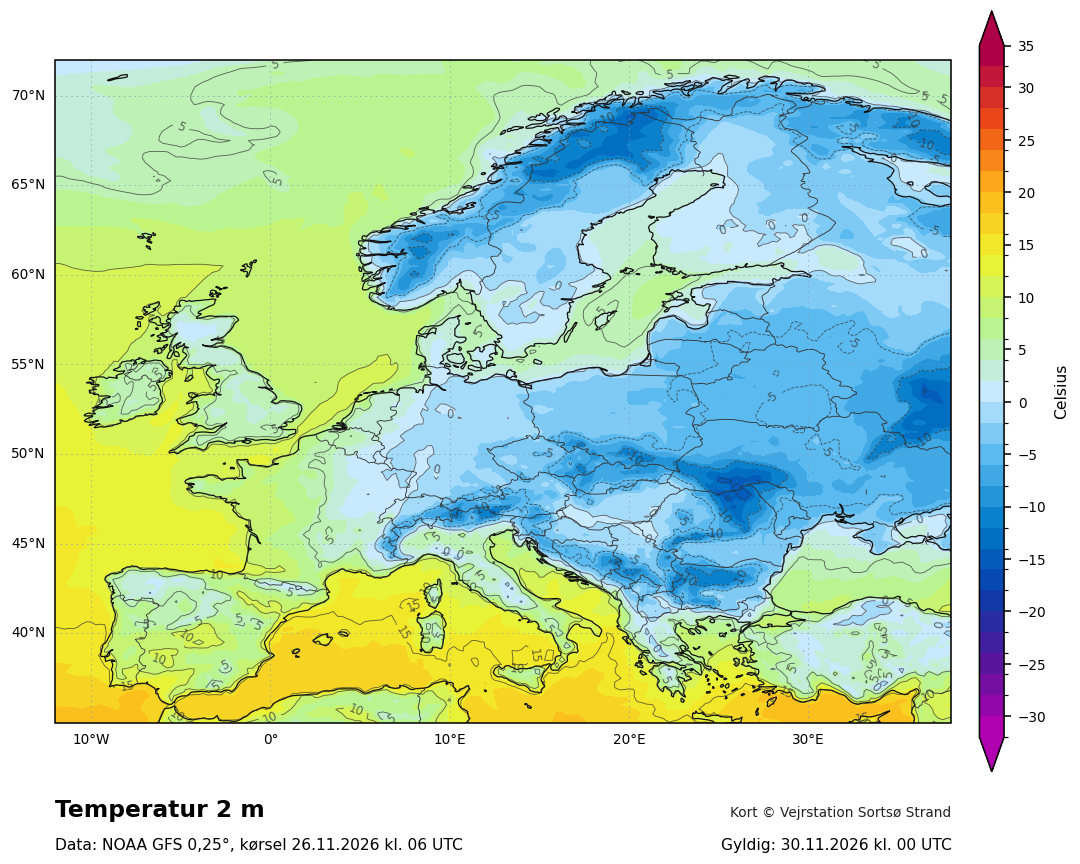 70°N
65°N
60°N
55°N
50°N
45°N
40°N
10°W
0°
10°E
20°E
30°E
35
30
25
20
15
10
5
0
−5
−10
−15
−20
−25
−30
Celsius
Temperatur 2 m
Kort © Vejrstation Sortsø Strand
Data: NOAA GFS 0,25°, kørsel 26.11.2026 kl. 06 UTC
Gyldig: 30.11.2026 kl. 00 UTC